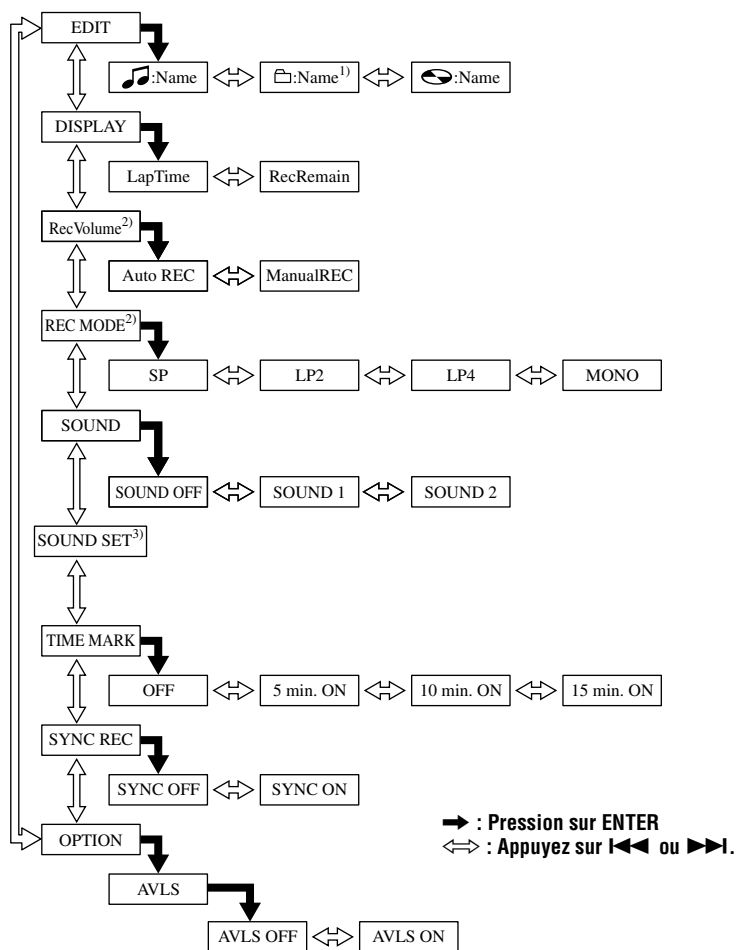 EDIT
:Name :Name1) :Name
DISPLAY
LapTime RecRemain
RecVolume2)
Auto REC ManualREC
REC MODE2)
SP LP2 LP4 MONO
SOUND
SOUND OFF SOUND 1 SOUND 2
SOUND SET3)
TIME MARK
OFF 5 min. ON 10 min. ON 15 min. ON
SYNC REC
SYNC OFF SYNC ON
: Pression sur ENTER
OPTION
: Appuyez sur ou .
AVLS
AVLS OFF AVLS ON